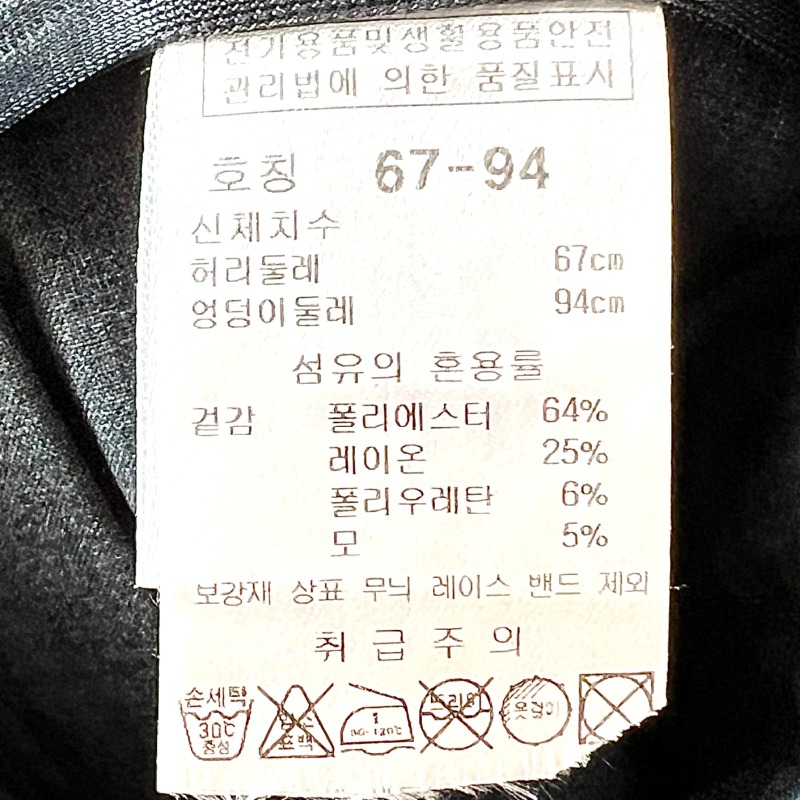 전기용품및생활용품안전
관리법에 의한 품질표시
호칭 67-94
신체치수
허리둘레 67cm
엉덩이둘레 94cm
섬유의 혼용률
겉감 폴리에스터 64%
레이온 25%
폴리우레탄 6%
모 5%
보강재 상표 무늬 레이스 밴드 제외
취급주의
손세탁 드라이 옷걸이
30℃ 염소
중성 표백